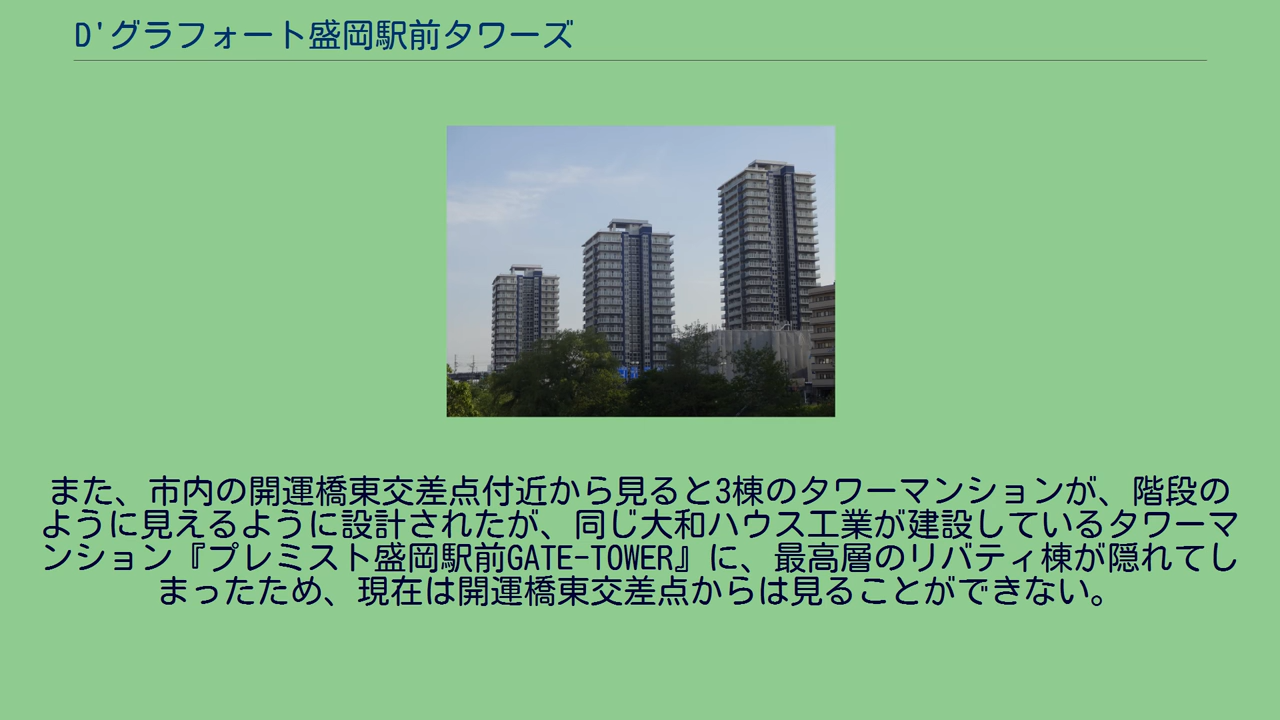 D'グラフォート盛岡駅前タワーズ
また、市内の開運橋東交差点付近から見ると3棟のタワーマンションが、階段の
ように見えるように設計されたが、同じ大和ハウス工業が建設しているタワーマ
ンション『プレミスト盛岡駅前GATE-TOWER』に、最高層のリバティ棟が隠れてし
まったため、現在は開運橋東交差点からは見ることができない。